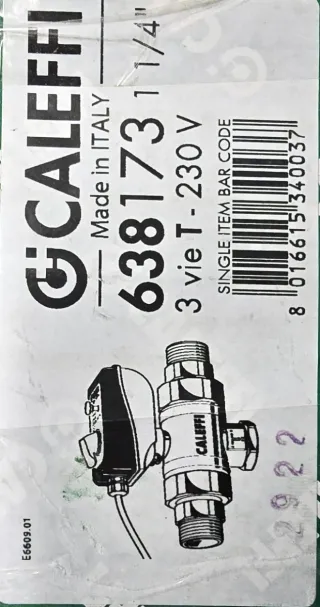 CALEFFI
Made in ITALY
638173 1 1/4"
3 vie T - 230 V
SINGLE ITEM BAR CODE
8 016615 340037
CALEFFI
2922
E6609.01